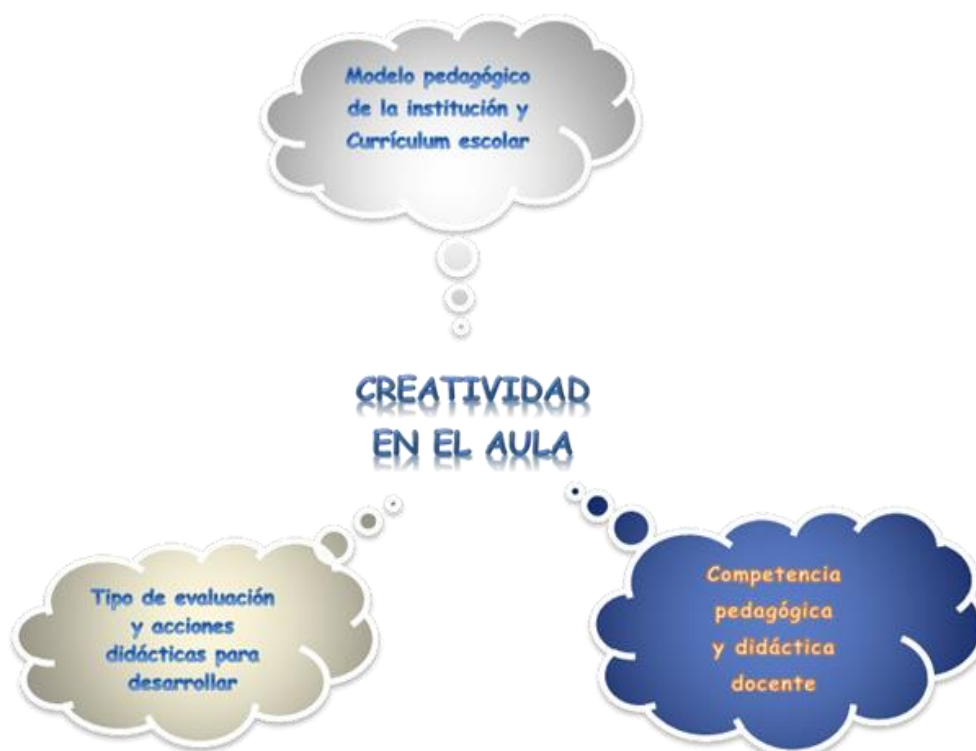 Modelo pedagógico
de la institución y
Currículum escolar
CREATIVIDAD
EN EL AULA
Tipo de evaluación
y acciones
didácticas para
desarrollar
Competencia
pedagógica
y didáctica
docente